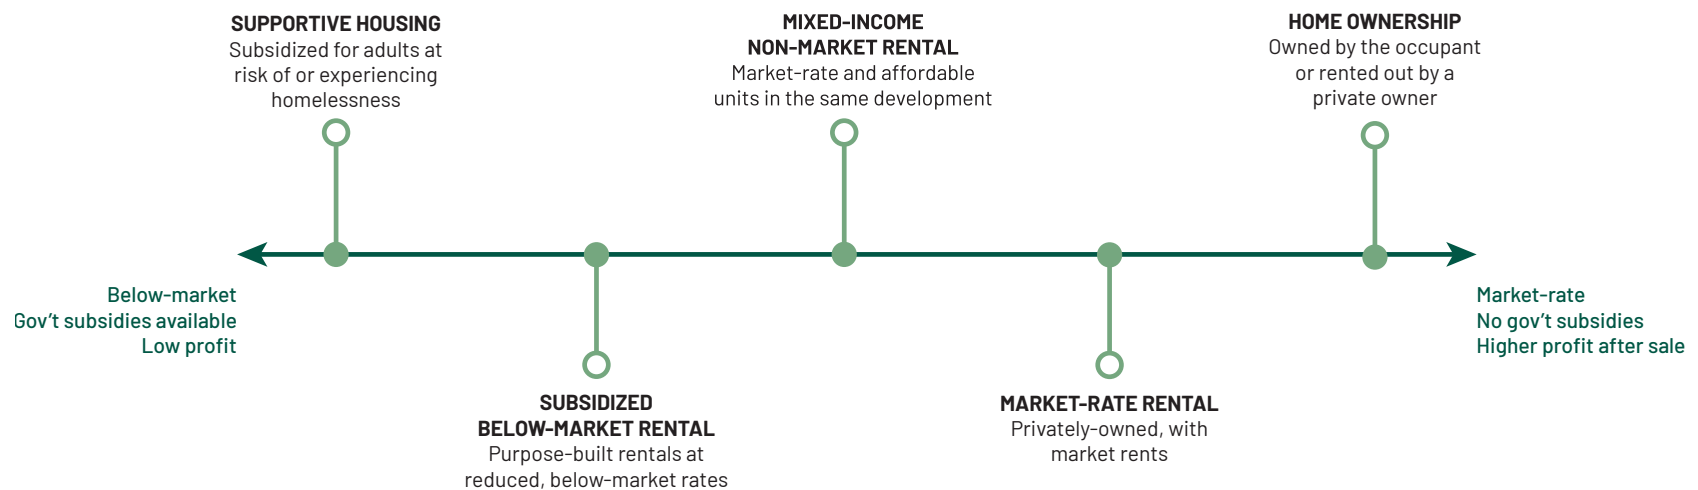 SUPPORTIVE HOUSING
Subsidized for adults at
risk of or experiencing
homelessness
MIXED-INCOME
NON-MARKET RENTAL
Market-rate and affordable
units in the same development
HOME OWNERSHIP
Owned by the occupant
or rented out by a
private owner
Below-market
Gov't subsidies available
Low profit
Market-rate
No gov't subsidies
Higher profit after sale
SUBSIDIZED
BELOW-MARKET RENTAL
Purpose-built rentals at
reduced, below-market rates
MARKET-RATE RENTAL
Privately-owned, with
market rents